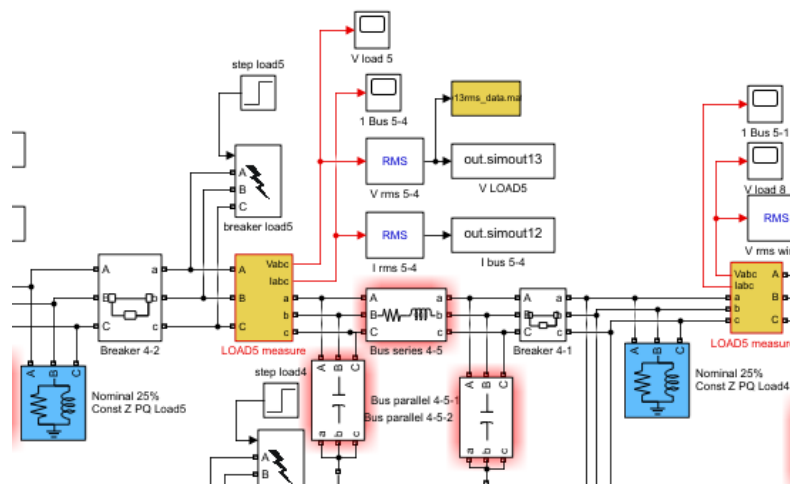 V load 5
step load5
1 Bus 5-4
r13rms_data.mat
1 Bus 5-1
RMS
out.simout13
V rms 5-4
V LOAD5
V load 8
A
B
C
breaker load5
RMS
out.simout12
I rms 5-4
I bus 5-4
RMS
V rms wi
A
B
C
a
b
c
Breaker 4-2
A
B
C
Vabc
Iabc
a
b
c
LOAD5 measure
A
B
C
a
b
c
Bus series 4-5
A
B
C
a
b
c
Breaker 4-1
Vabc
Iabc
a
b
c
A
B
C
LOAD5 measur
A
B
C
Nominal 25%
Const Z PQ Load5
step load4
A
B
C
a
b
c
Bus parallel 4-5-1
Bus parallel 4-5-2
A
B
C
a
b
c
A
B
C
Nominal 25%
Const Z PQ Load4
A
B